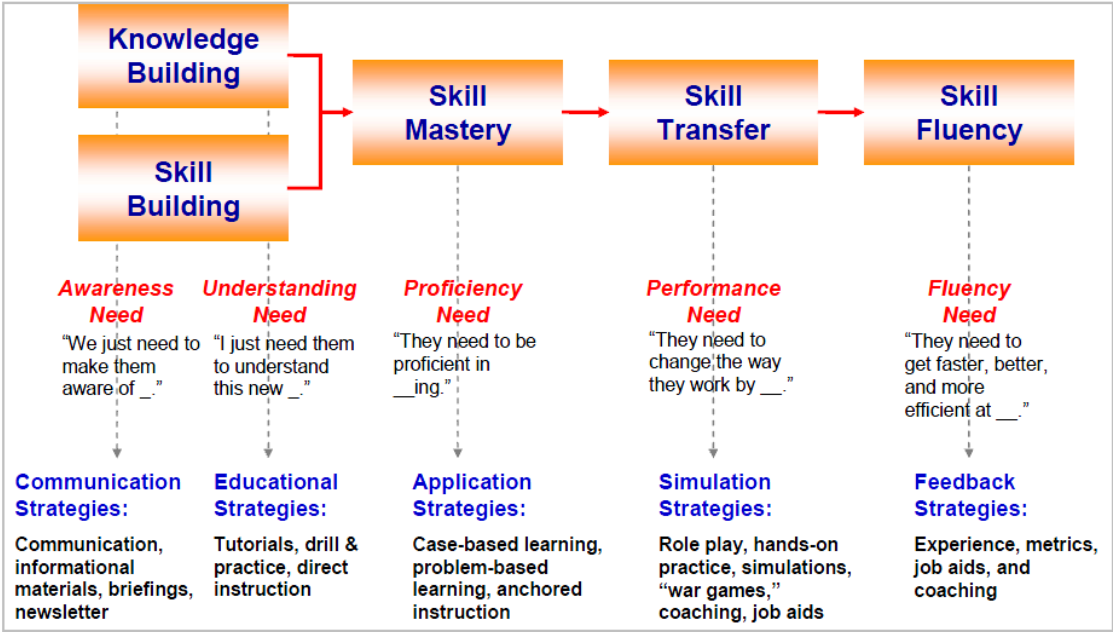 Knowledge
Building
Skill
Building
Skill
Mastery
Skill
Transfer
Skill
Fluency
Awareness
Need
“We just need to
make them
aware of _.”
Understanding
Need
“I just need them
to understand
this new _.”
Proficiency
Need
“They need to be
proficient in
__ing.”
Performance
Need
“They need to
change the way
they work by __.”
Fluency
Need
“They need to
get faster, better,
and more
efficient at __.”
Communication
Strategies:
Communication,
informational
materials, briefings,
newsletter
Educational
Strategies:
Tutorials, drill &
practice, direct
instruction
Application
Strategies:
Case-based learning,
problem-based
learning, anchored
instruction
Simulation
Strategies:
Role play, hands-on
practice, simulations,
“war games,”
coaching, job aids
Feedback
Strategies:
Experience, metrics,
job aids, and
coaching